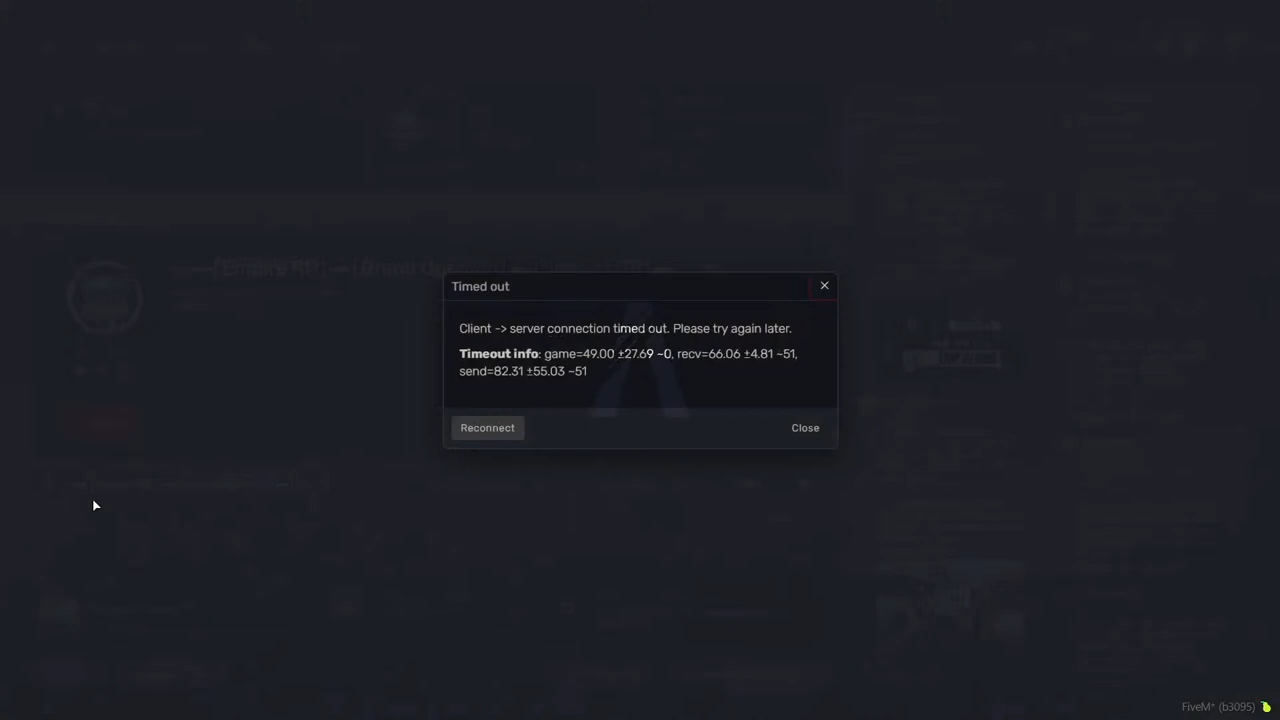 Timed out
Client -> server connection timed out. Please try again later.
Timeout info: game=49.00 ±27.69 ~0, recv=66.06 ±4.81 ~51,
send=82.31 ±55.03 ~51
Reconnect
Close
FiveM* (b3095)